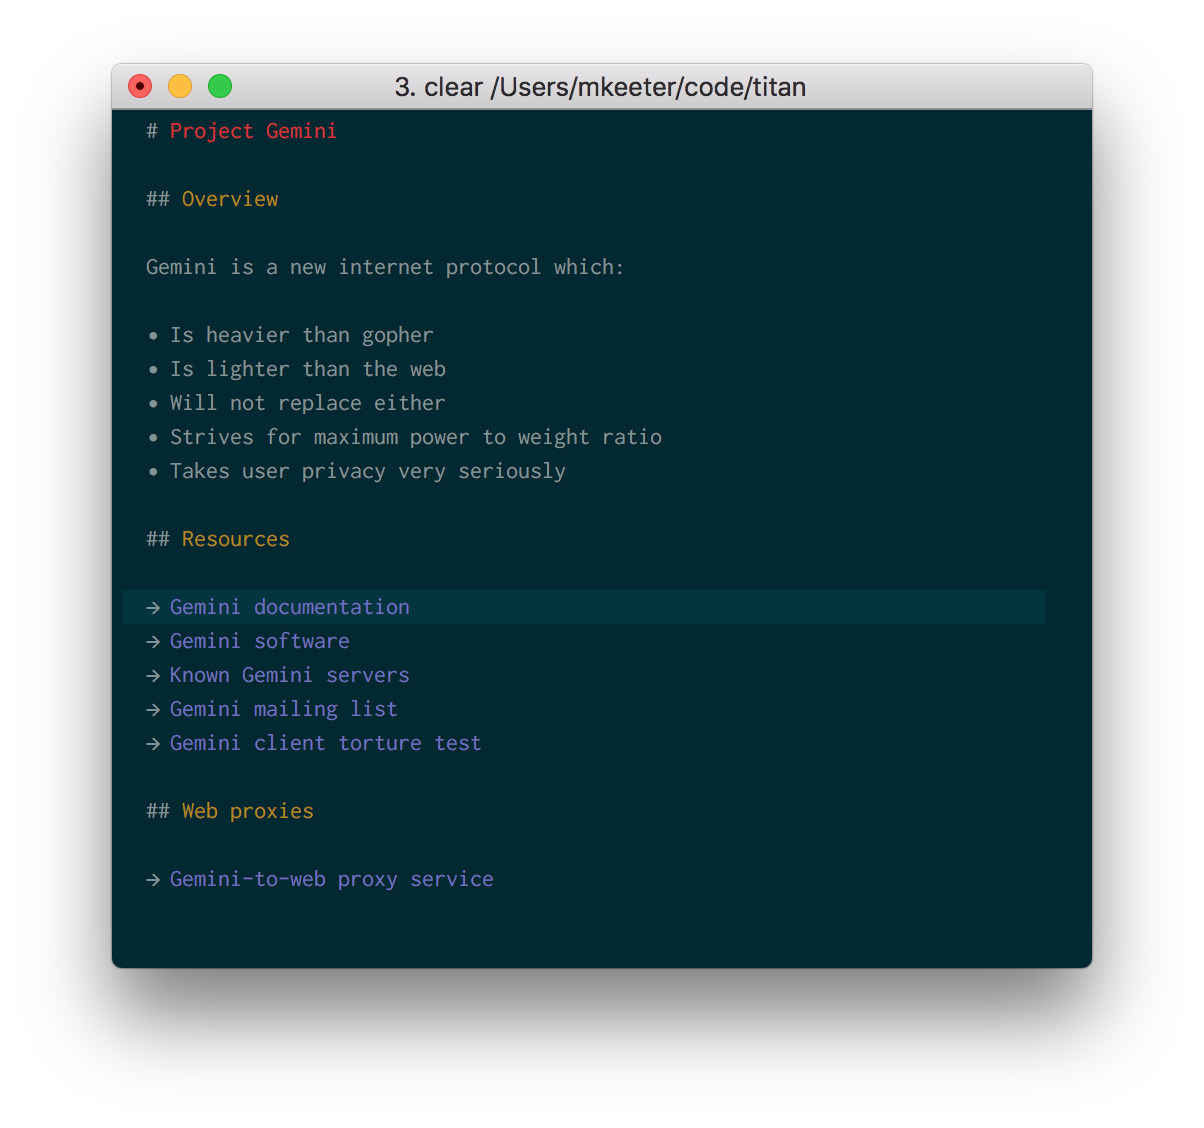 3. clear /Users/mkeeter/code/titan
# Project Gemini
## Overview
Gemini is a new internet protocol which:
• Is heavier than gopher
• Is lighter than the web
• Will not replace either
• Strives for maximum power to weight ratio
• Takes user privacy very seriously
## Resources
→ Gemini documentation
→ Gemini software
→ Known Gemini servers
→ Gemini mailing list
→ Gemini client torture test
## Web proxies
→ Gemini-to-web proxy service